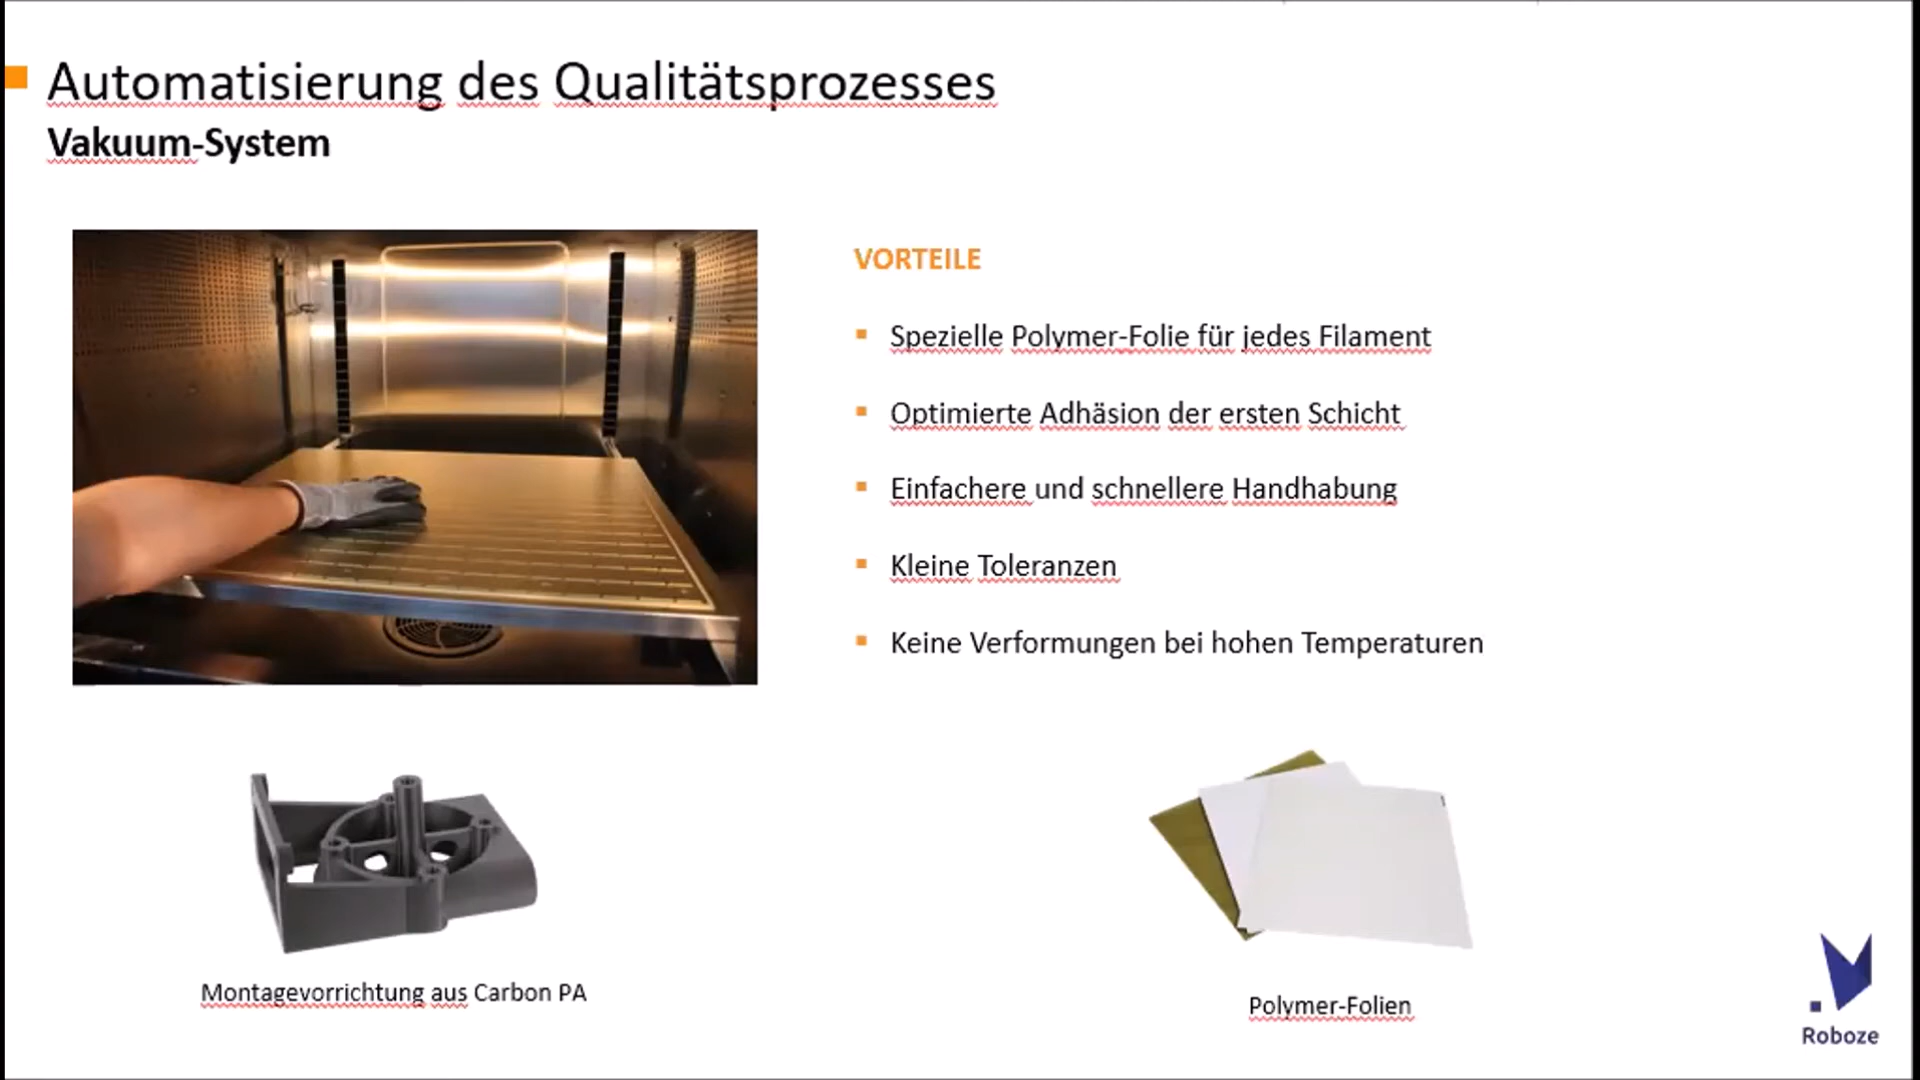 Automatisierung des Qualitätsprozesses
Vakuum-System
VORTEILE
Spezielle Polymer-Folie für jedes Filament
Optimierte Adhäsion der ersten Schicht
Einfachere und schnellere Handhabung
Kleine Toleranzen
Keine Verformungen bei hohen Temperaturen
Montagevorrichtung aus Carbon PA
Polymer-Folien
Roboze